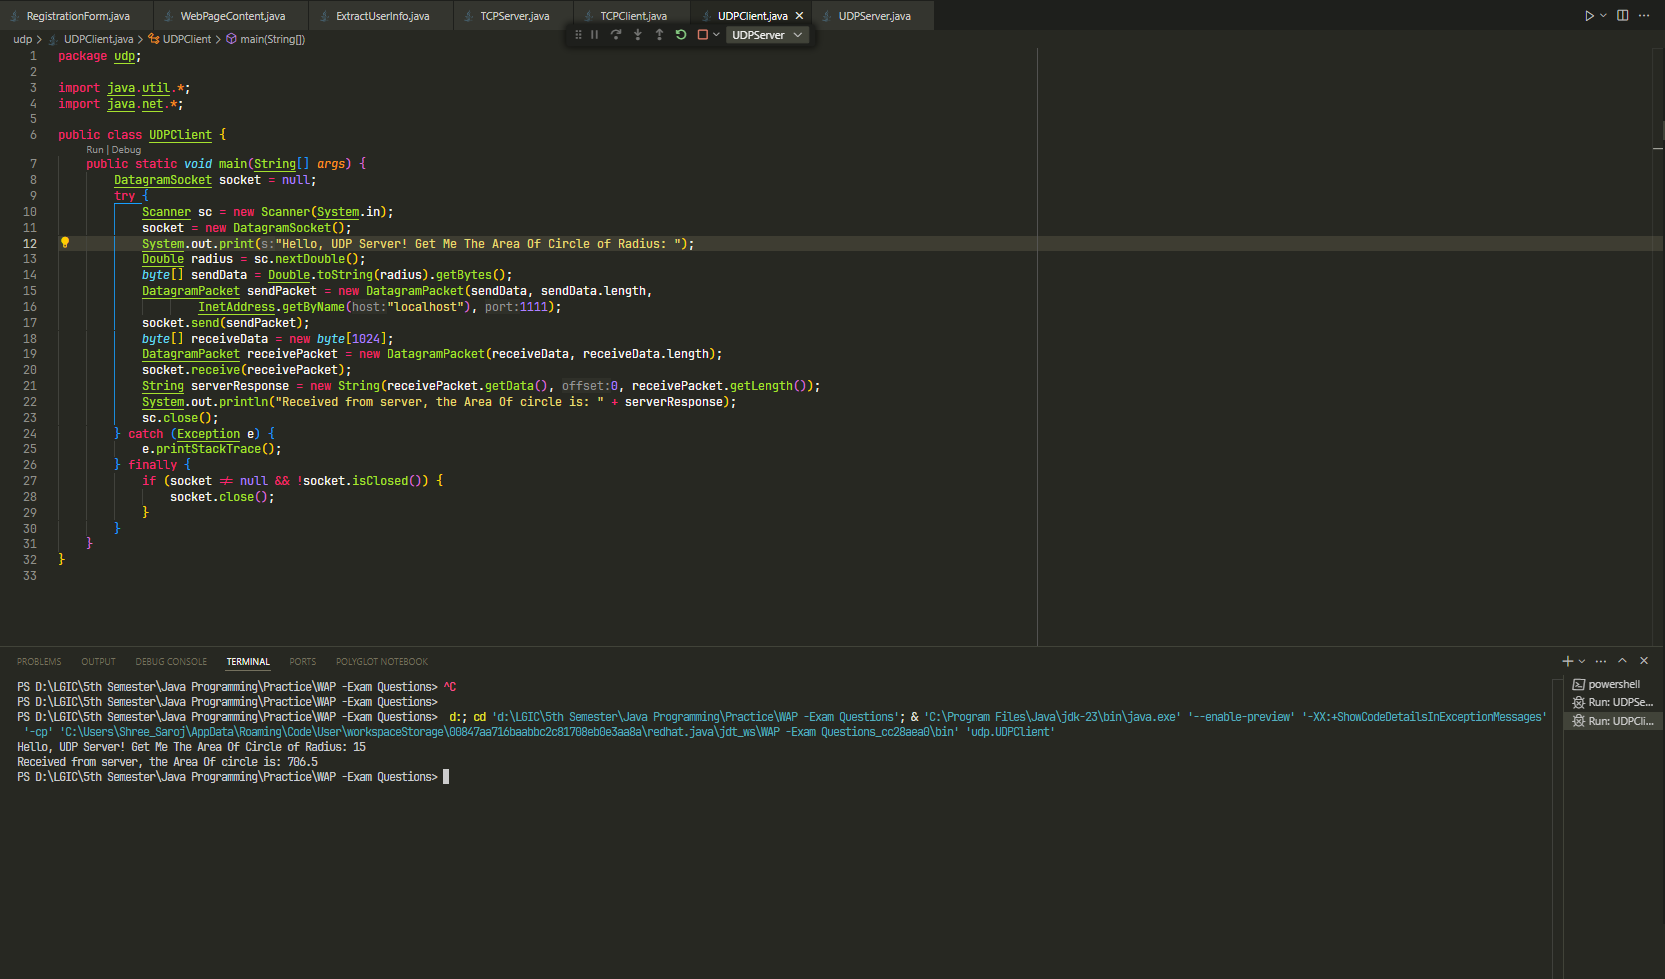 RegistrationForm.java WebPageContent.java ExtractUserInfo.java TCPServer.java TCPClient.java UDPClient.java UDPServer.java
udp > UDPClient.java > UDPClient > main(String[])
UDPServer
1 package udp;
2
3 import java.util.*;
4 import java.net.*;
5
6 public class UDPClient {
Run | Debug
7 public static void main(String[] args) {
8 DatagramSocket socket = null;
9 try {
10 Scanner sc = new Scanner(System.in);
11 socket = new DatagramSocket();
12 System.out.print(s:"Hello, UDP Server! Get Me The Area Of Circle of Radius: ");
13 Double radius = sc.nextDouble();
14 byte[] sendData = Double.toString(radius).getBytes();
15 DatagramPacket sendPacket = new DatagramPacket(sendData, sendData.length,
16 InetAddress.getByName(host:"localhost"), port:1111);
17 socket.send(sendPacket);
18 byte[] receiveData = new byte[1024];
19 DatagramPacket receivePacket = new DatagramPacket(receiveData, receiveData.length);
20 socket.receive(receivePacket);
21 String serverResponse = new String(receivePacket.getData(), offset:0, receivePacket.getLength());
22 System.out.println("Received from server, the Area Of circle is: " + serverResponse);
23 sc.close();
24 } catch (Exception e) {
25 e.printStackTrace();
26 } finally {
27 if (socket ≠ null && !socket.isClosed()) {
28 socket.close();
29 }
30 }
31 }
32 }
33
PROBLEMS OUTPUT DEBUG CONSOLE TERMINAL PORTS POLYGLOT NOTEBOOK
PS D:\LGIC\5th Semester\Java Programming\Practice\WAP -Exam Questions> ^C
PS D:\LGIC\5th Semester\Java Programming\Practice\WAP -Exam Questions>
PS D:\LGIC\5th Semester\Java Programming\Practice\WAP -Exam Questions> d:; cd 'd:\LGIC\5th Semester\Java Programming\Practice\WAP -Exam Questions'; & 'C:\Program Files\Java\jdk-23\bin\java.exe' '--enable-preview' '-XX:+ShowCodeDetailsInExceptionMessages'
'-cp' 'C:\Users\Shree_Saroj\AppData\Roaming\Code\User\workspaceStorage\00847aa716baabbc2c81708eb0e3aa8a\redhat.java\jdt_ws\WAP -Exam Questions_cc28aea0\bin' 'udp.UDPClient'
Hello, UDP Server! Get Me The Area Of Circle of Radius: 15
Received from server, the Area Of circle is: 706.5
PS D:\LGIC\5th Semester\Java Programming\Practice\WAP -Exam Questions>
powershell
Run: UDPSe...
Run: UDPCli...